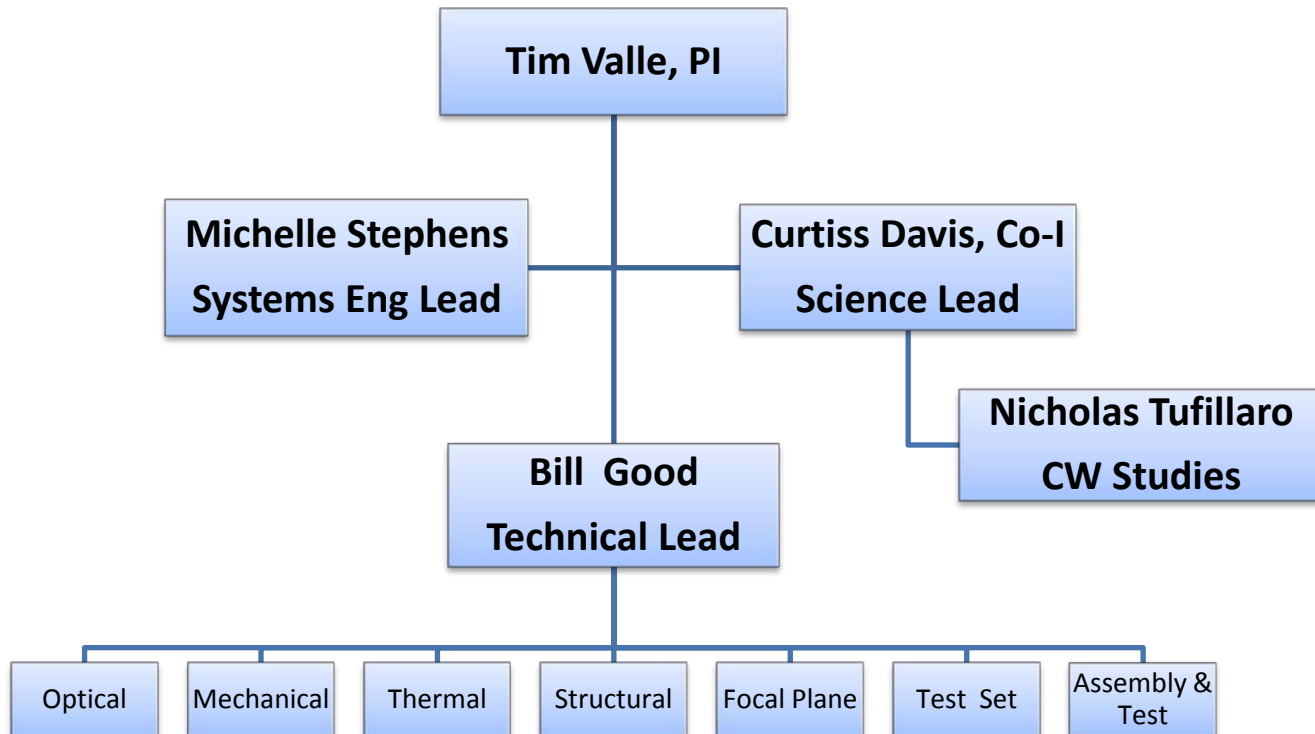 Tim Valle, PI
Michelle Stephens
Systems Eng Lead
Curtiss Davis, Co-I
Science Lead
Nicholas Tufillaro
CW Studies
Bill Good
Technical Lead
Optical
Mechanical
Thermal
Structural
Focal Plane
Test Set
Assembly &
Test